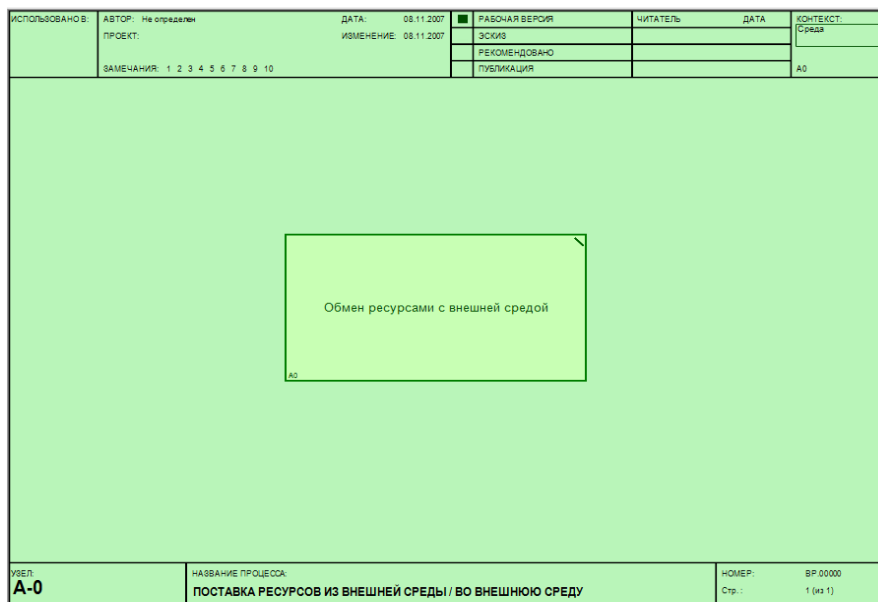 ИСПОЛЬЗОВАНО В: АВТОР: Не определен ДАТА: 08.11.2007 РАБОЧАЯ ВЕРСИЯ ЧИТАТЕЛЬ ДАТА КОНТЕКСТ:
ПРОЕКТ: ИЗМЕНЕНИЕ: 08.11.2007 ЭСКИЗ Среда
РЕКОМЕНДОВАНО
ЗАМЕЧАНИЯ: 1 2 3 4 5 6 7 8 9 10 ПУБЛИКАЦИЯ A0
Обмен ресурсами с внешней средой
A0
УЗЕЛ: НАЗВАНИЕ ПРОЦЕССА: НОМЕР: BP.00000
A-0 ПОСТАВКА РЕСУРСОВ ИЗ ВНЕШНЕЙ СРЕДЫ / ВО ВНЕШНЮЮ СРЕДУ Стр. : 1 (из 1)